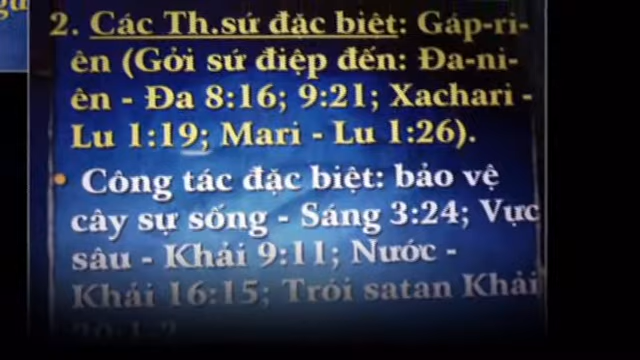 2. Các Th.sứ đặc biệt: Gáp-ri-
ên (Gởi sứ điệp đến: Đa-ni-
ên - Đa 8:16; 9:21; Xachari -
Lu 1:19; Mari - Lu 1:26).
• Công tác đặc biệt: bảo vệ
cây sự sống - Sáng 3:24; Vực
sâu - Khải 9:11; Nước -
Khải 16:15; Trói satan Khải